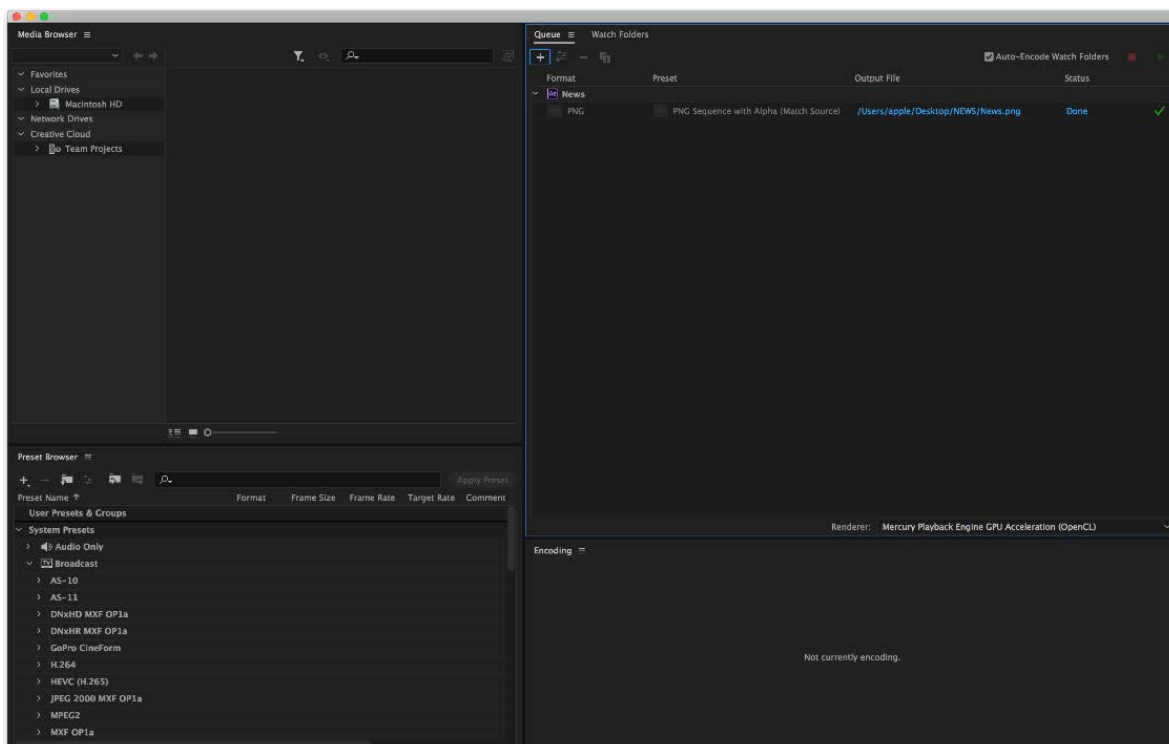 Media Browser
Favorites
Local Drives
Macintosh HD
Network Drives
Creative Cloud
Team Projects
Queue Watch Folders
Auto-Encode Watch Folders
Format Preset Output File Status
Ae News
PNG PNG Sequence with Alpha (Match Source) /Users/apple/Desktop/NEWS/News.png Done
Renderer: Mercury Playback Engine GPU Acceleration (OpenCL)
Preset Browser
Apply Preset
Preset Name Format Frame Size Frame Rate Target Rate Comment
User Presets & Groups
System Presets
Audio Only
Broadcast
AS-10
AS-11
DNxHD MXF OP1a
DNxHR MXF OP1a
GoPro CineForm
H.264
HEVC (H.265)
JPEG 2000 MXF OP1a
MPEG2
MXF OP1a
Encoding
Not currently encoding.